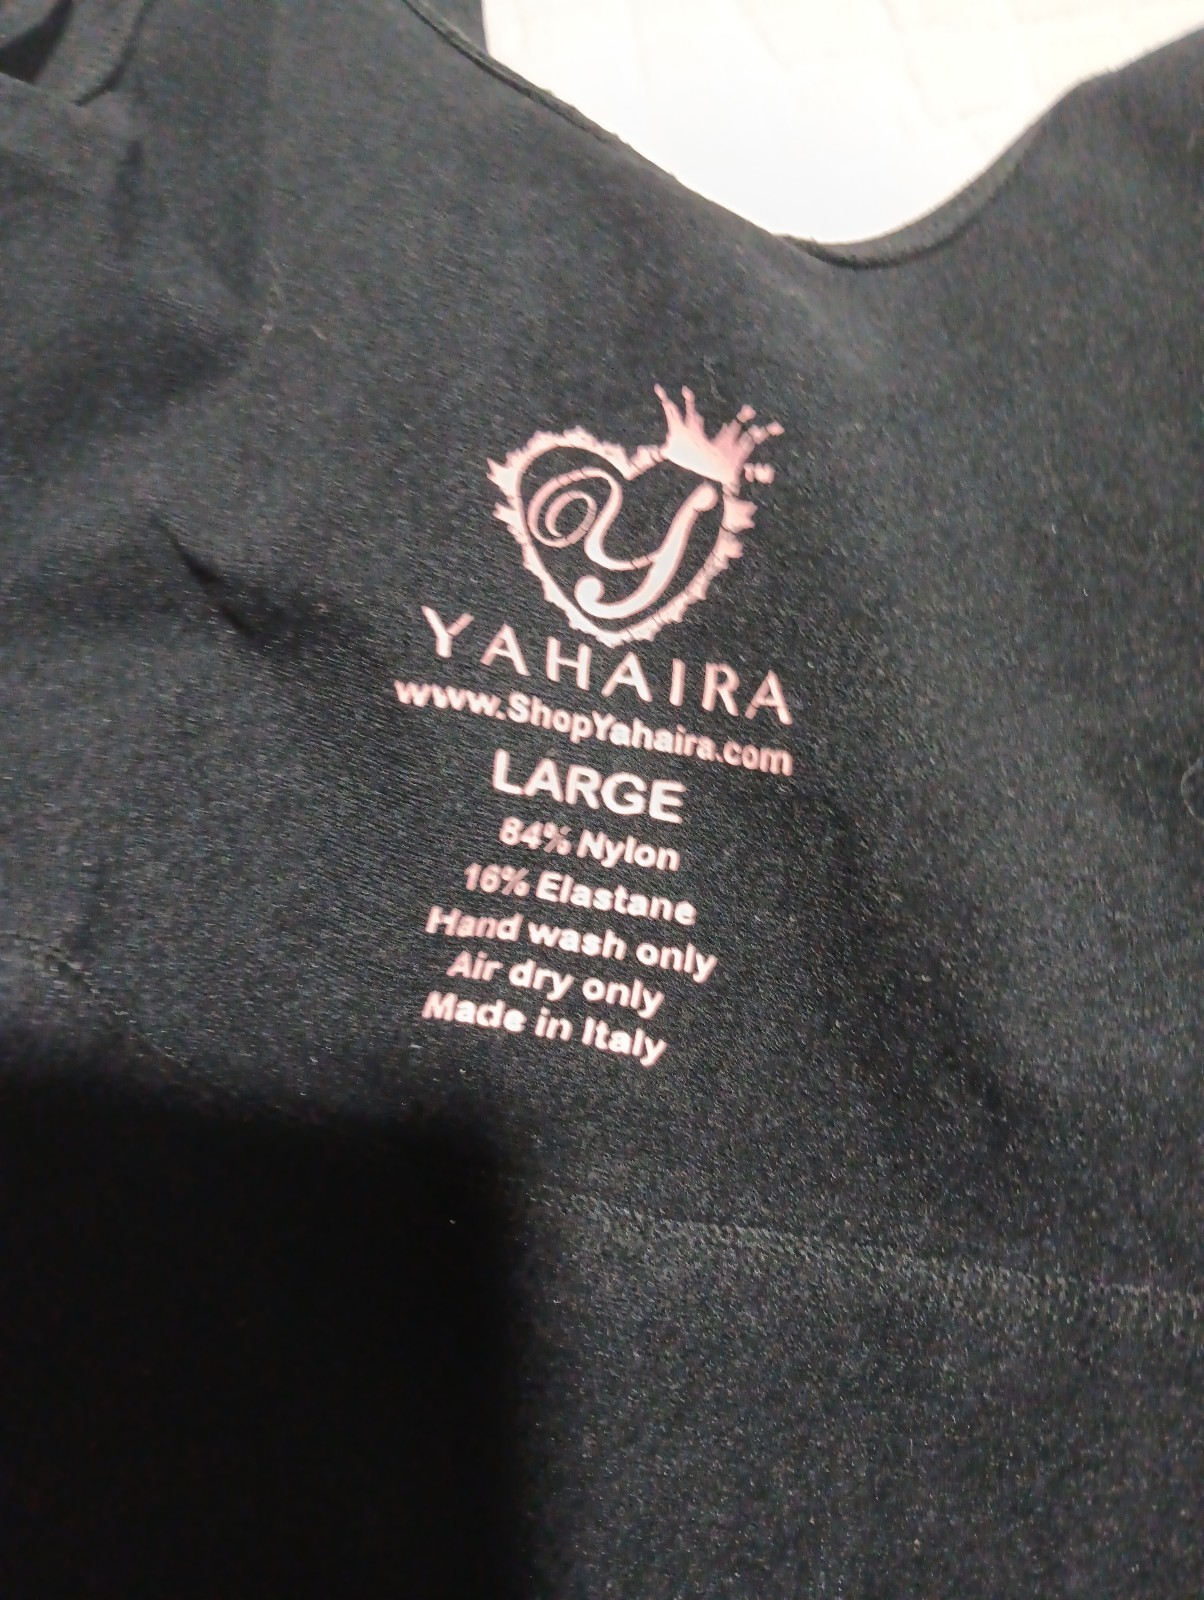 Y
TM
YAHAIRA
www.ShopYahaira.com
LARGE
84% Nylon
16% Elastane
Hand wash only
Air dry only
Made in Italy